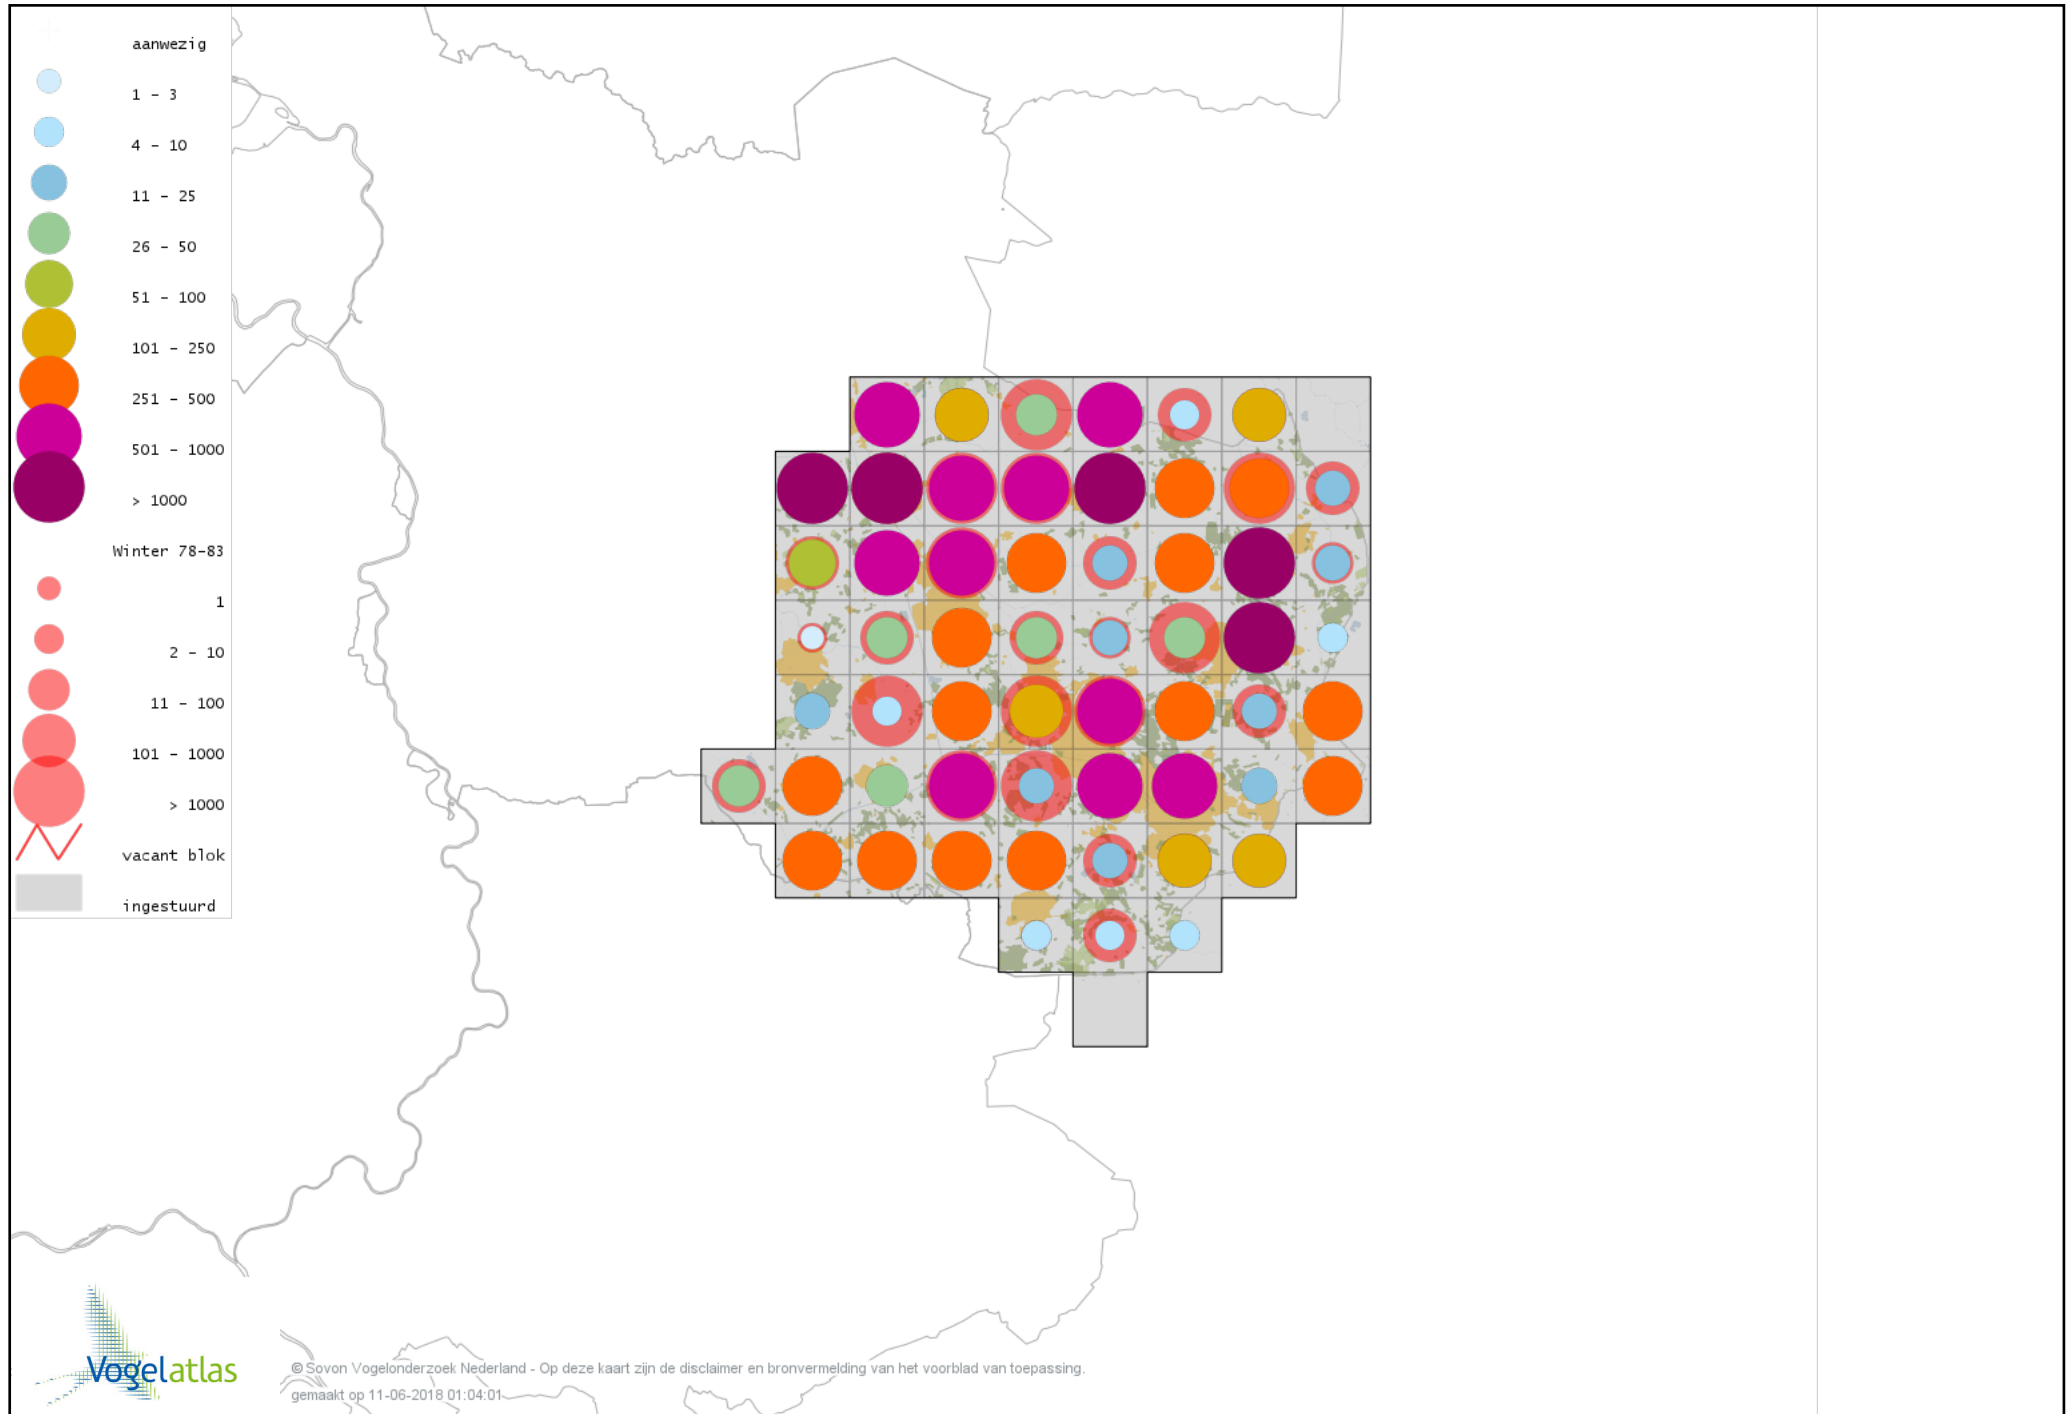 aanwezig
1 - 3
4 - 10
11 - 25
26 - 50
51 - 100
101 - 250
251 - 500
501 - 1000
> 1000
Winter 78-83
1
2 - 10
11 - 100
101 - 1000
> 1000
vacant blok
ingestuurd
Vogelatlas
© Sovon Vogelonderzoek Nederland - Op deze kaart zijn de disclaimer en bronvermelding van het voorblad van toepassing.
gemaakt op 11-06-2018 01:04:01